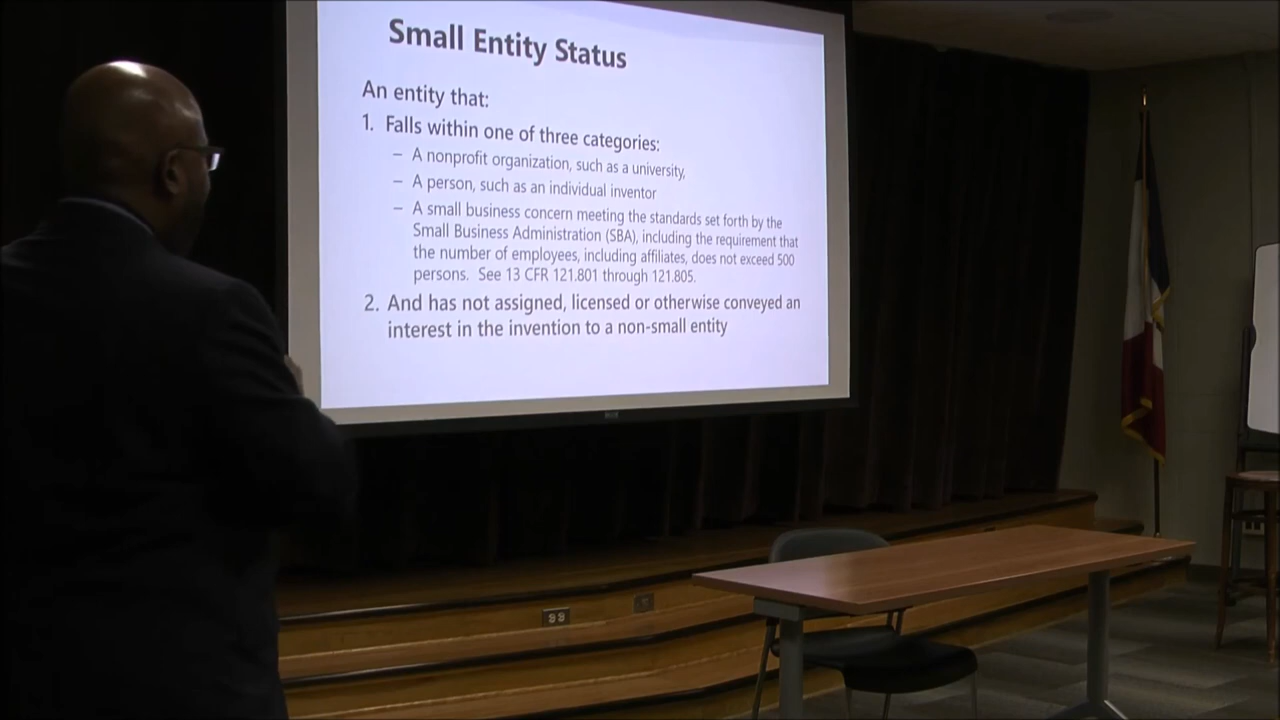 Small Entity Status
An entity that:
1. Falls within one of three categories:
– A nonprofit organization, such as a university,
– A person, such as an individual inventor
– A small business concern meeting the standards set forth by the
Small Business Administration (SBA), including the requirement that
the number of employees, including affiliates, does not exceed 500
persons. See 13 CFR 121.801 through 121.805.
2. And has not assigned, licensed or otherwise conveyed an
interest in the invention to a non-small entity